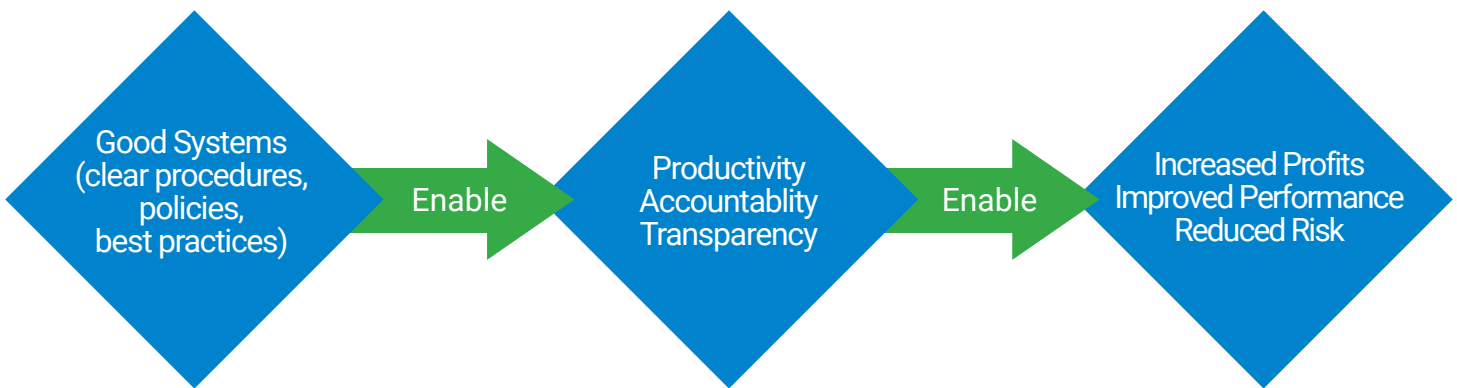 Good Systems
(clear procedures,
policies,
best practices)
Enable
Productivity
Accountablity
Transparency
Enable
Increased Profits
Improved Performance
Reduced Risk